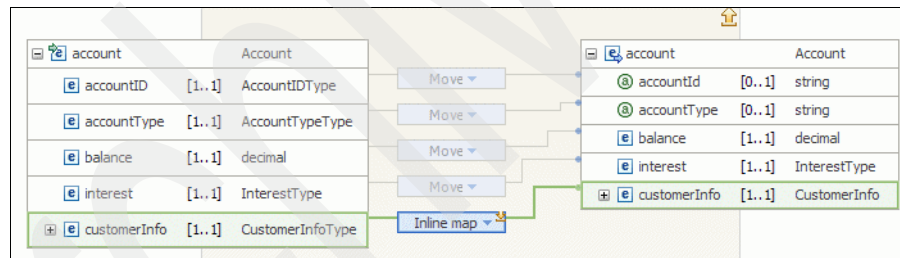 account Account
accountID [1..1] AccountIDType
accountType [1..1] AccountTypeType
balance [1..1] decimal
interest [1..1] InterestType
customerInfo [1..1] CustomerInfoType
Move
Move
Move
Move
Inline map
account Account
accountId [0..1] string
accountType [0..1] string
balance [1..1] decimal
interest [1..1] InterestType
customerInfo [1..1] CustomerInfo